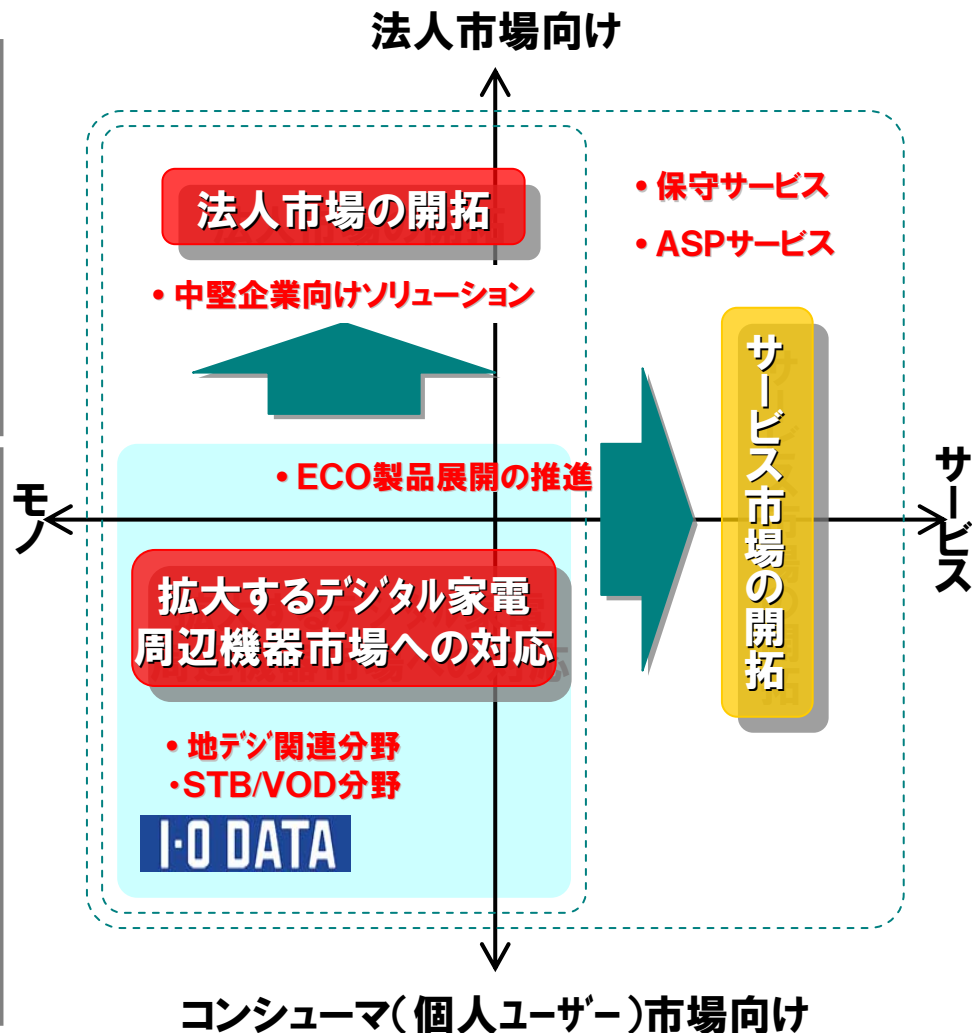 法人市場向け
法人市場の開拓
• 中堅企業向けソリューション
• 保守サービス
• ASPサービス
サービス市場の開拓
• ECO製品展開の推進
モノ
サービス
拡大するデジタル家電
周辺機器市場への対応
• 地デジ関連分野
・STB/VOD分野
I・O DATA
コンシューマ(個人ユーザー)市場向け